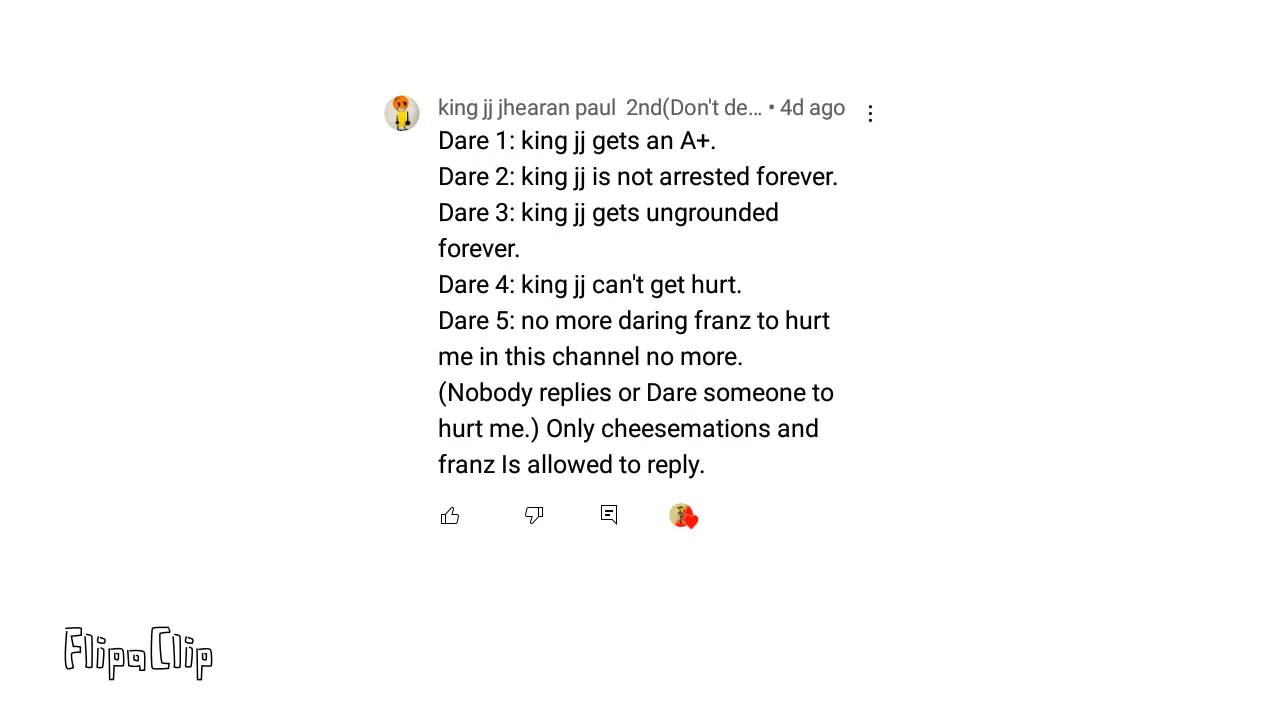 king jj jhearan paul 2nd(Don't de... • 4d ago
Dare 1: king jj gets an A+.
Dare 2: king jj is not arrested forever.
Dare 3: king jj gets ungrounded
forever.
Dare 4: king jj can't get hurt.
Dare 5: no more daring franz to hurt
me in this channel no more.
(Nobody replies or Dare someone to
hurt me.) Only cheesemations and
franz Is allowed to reply.
FlipaClip